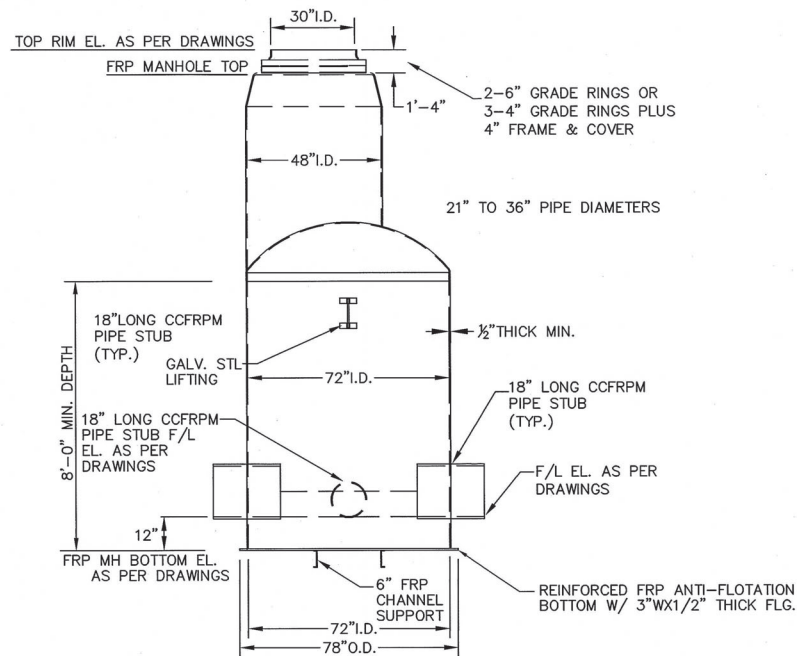 30"I.D.
TOP RIM EL. AS PER DRAWINGS
FRP MANHOLE TOP
1'-4"
2-6" GRADE RINGS OR
3-4" GRADE RINGS PLUS
4" FRAME & COVER
48"I.D.
21" TO 36" PIPE DIAMETERS
8'-0" MIN. DEPTH
18"LONG CCFRPM
PIPE STUB
(TYP.)
GALV. STL
LIFTING
½"THICK MIN.
72"I.D.
18" LONG CCFRPM
PIPE STUB
(TYP.)
18" LONG CCFRPM
PIPE STUB F/L
EL. AS PER
DRAWINGS
F/L EL. AS PER
DRAWINGS
12"
FRP MH BOTTOM EL.
AS PER DRAWINGS
6" FRP
CHANNEL
SUPPORT
REINFORCED FRP ANTI-FLOTATION
BOTTOM W/ 3"WX1/2" THICK FLG.
72"I.D.
78"O.D.